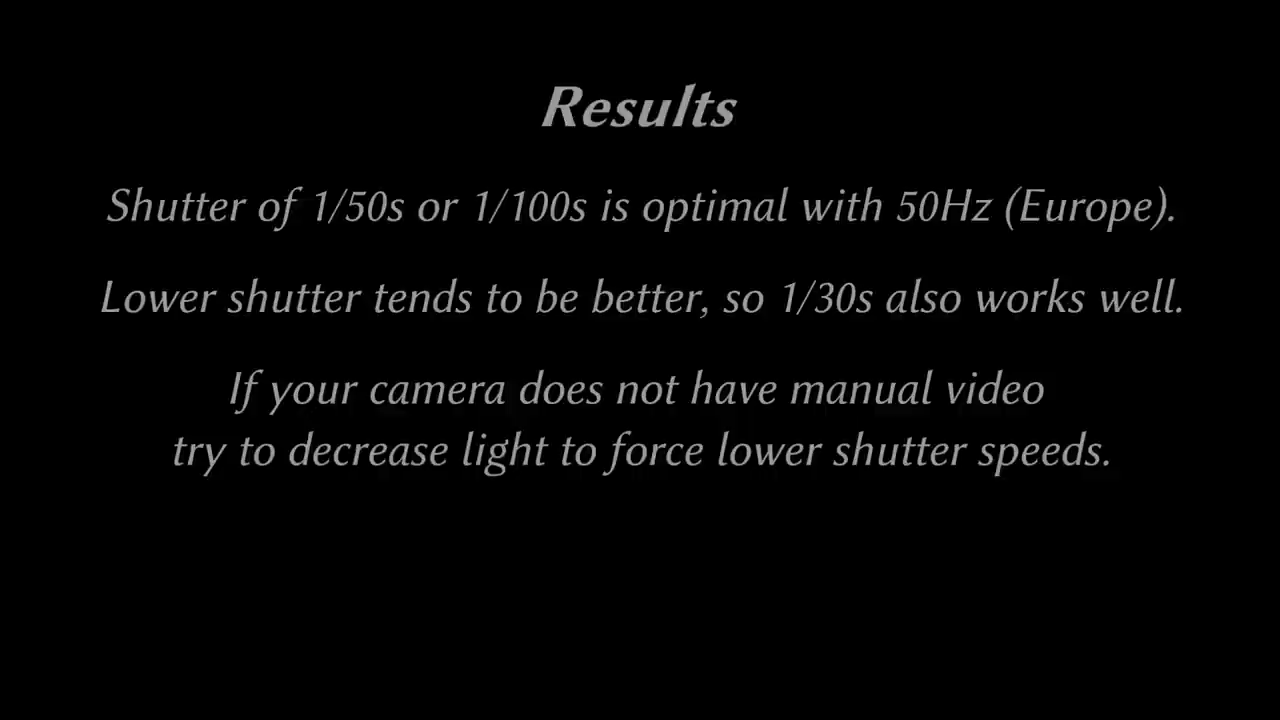 Results
Shutter of 1/50s or 1/100s is optimal with 50Hz (Europe).
Lower shutter tends to be better, so 1/30s also works well.
If your camera does not have manual video
try to decrease light to force lower shutter speeds.